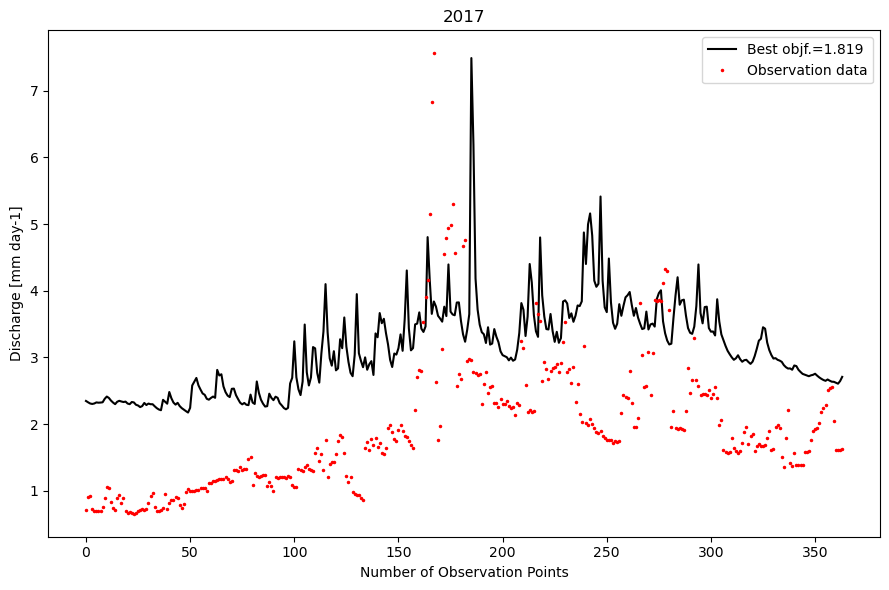 2017
Best objf.=1.819
Observation data
Discharge [mm day-1]
7
6
5
4
3
2
1
0 50 100 150 200 250 300 350
Number of Observation Points